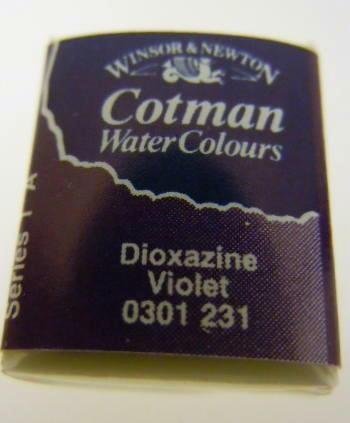 WINSOR & NEWTON
Cotman
Water Colours
Dioxazine
Violet
0301 231
Series 1 A